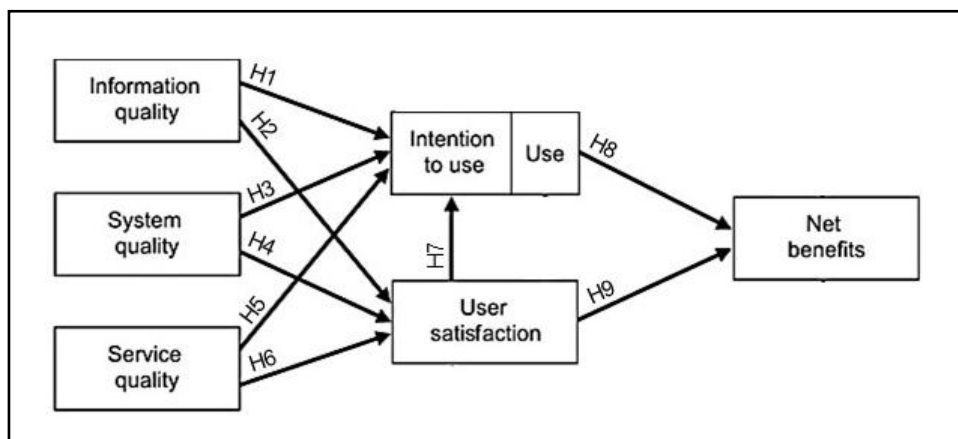 Information
quality
H1
H2
System
quality
H3
H4
Service
quality
H5
H6
Intention
to use
Use
H7
User
satisfaction
H8
H9
Net
benefits